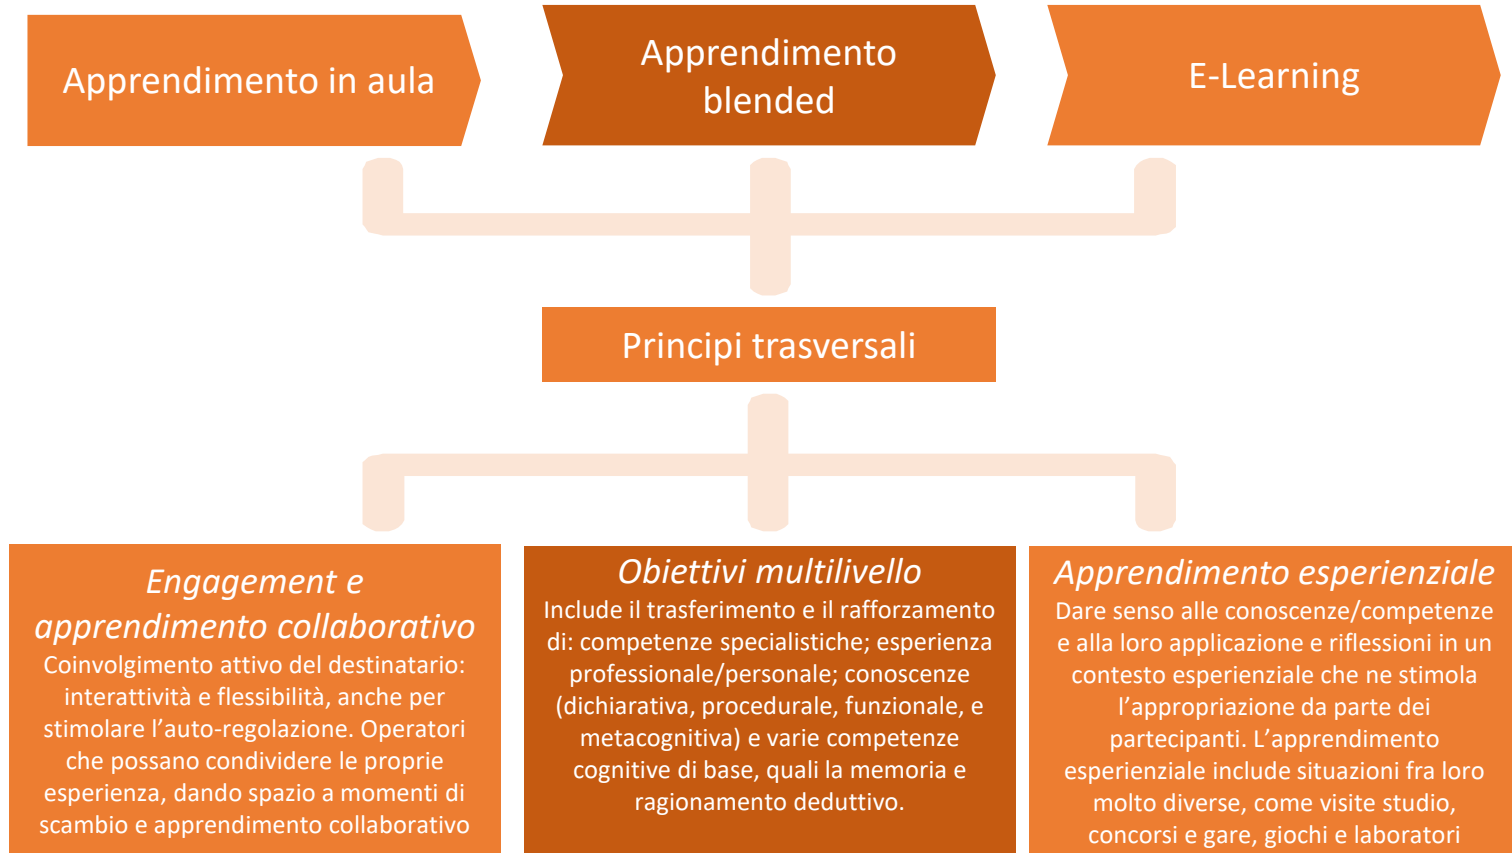 Apprendimento in aula
Apprendimento
blended
E-Learning
Principi trasversali
Engagement e
apprendimento collaborativo
Coinvolgimento attivo del destinatario:
interattività e flessibilità, anche per
stimolare l’auto-regolazione. Operatori
che possano condividere le proprie
esperienza, dando spazio a momenti di
scambio e apprendimento collaborativo
Obiettivi multilivello
Include il trasferimento e il rafforzamento
di: competenze specialistiche; esperienza
professionale/personale; conoscenze
(dichiarativa, procedurale, funzionale, e
metacognitiva) e varie competenze
cognitive di base, quali la memoria e
ragionamento deduttivo.
Apprendimento esperienziale
Dare senso alle conoscenze/competenze
e alla loro applicazione e riflessioni in un
contesto esperienziale che ne stimola
l’appropriazione da parte dei
partecipanti. L’apprendimento
esperienziale include situazioni fra loro
molto diverse, come visite studio,
concorsi e gare, giochi e laboratori